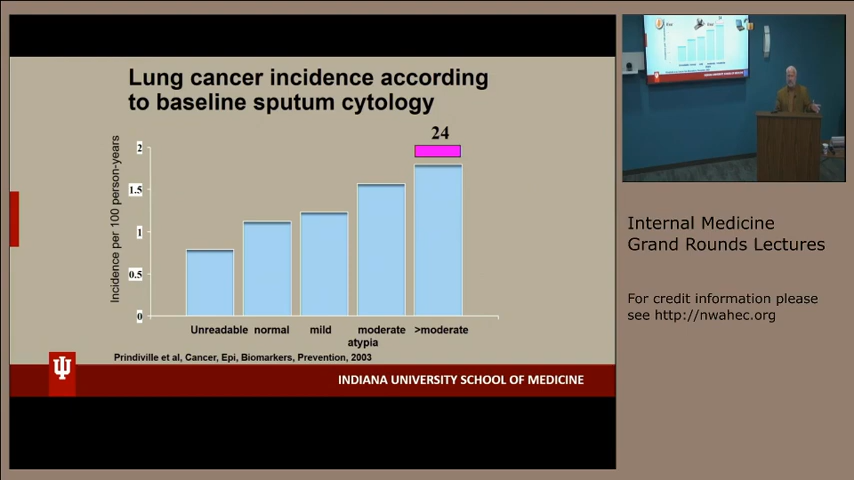 Lung cancer incidence according
to baseline sputum cytology
24
Incidence per 100 person-years
2
1.5
1
0.5
0
Unreadable normal mild moderate >moderate
atypia
Prindiville et al, Cancer, Epi, Biomarkers, Prevention, 2003
INDIANA UNIVERSITY SCHOOL OF MEDICINE
Internal Medicine
Grand Rounds Lectures
For credit information please
see http://nwahec.org